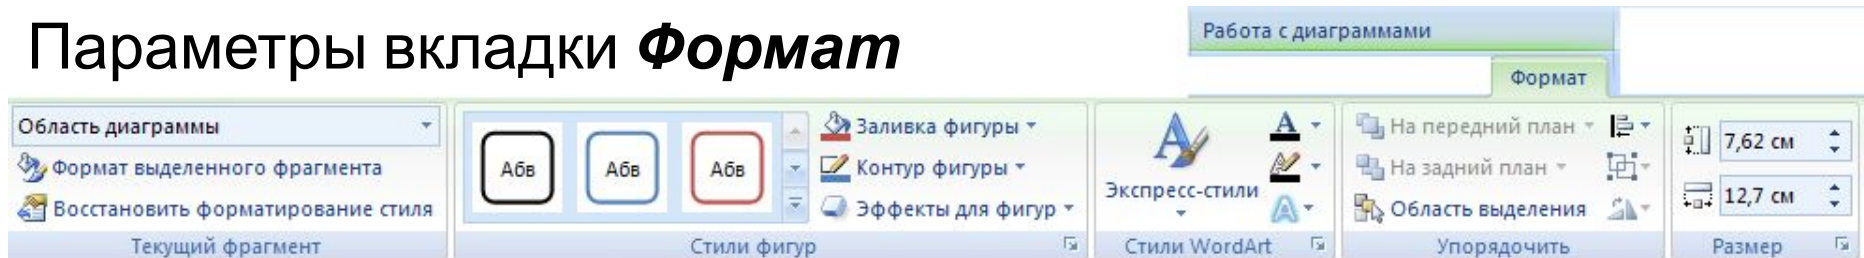 Параметры вкладки Формат
Работа с диаграммами
Формат
Область диаграммы
Формат выделенного фрагмента
Восстановить форматирование стиля
Текущий фрагмент
Абв Абв Абв
Заливка фигуры
Контур фигуры
Эффекты для фигур
Стили фигур
Экспресс-стили
Стили WordArt
На передний план
На задний план
Область выделения
Упорядочить
7,62 см
12,7 см
Размер